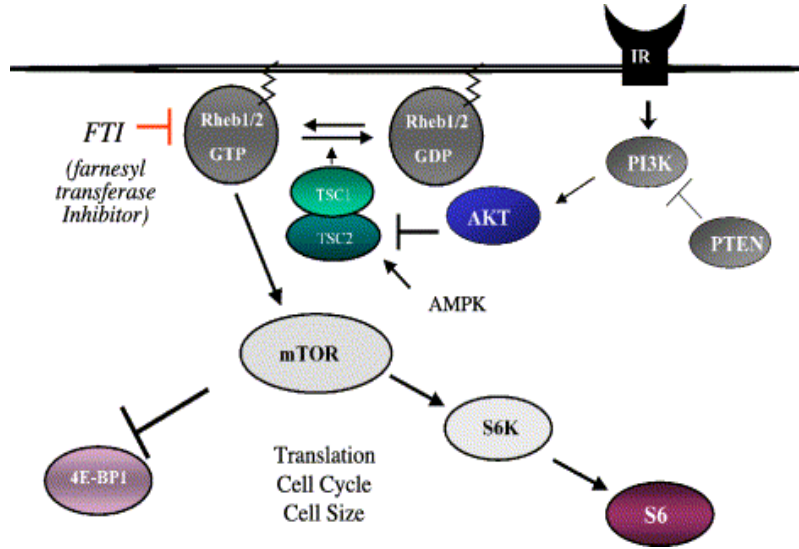 IR
Rheb1/2
GTP
Rheb1/2
GDP
FTI
(farnesyl
transferase
Inhibitor)
PI3K
TSC1
TSC2
AKT
PTEN
AMPK
mTOR
S6K
4E-BP1
Translation
Cell Cycle
Cell Size
S6